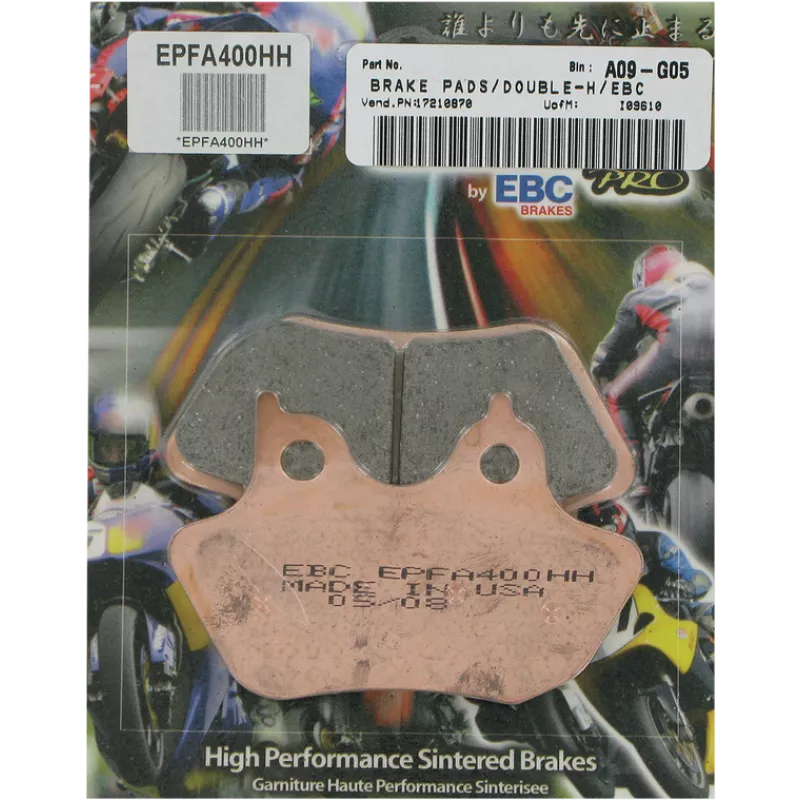 誰よりも先に止まる
EPFA400HH
*EPFA400HH*
Part No.
Bin: A09-G05
BRAKE PADS/DOUBLE-H/EBC
Vend.PN:17210870 UofM: I09610
PRO
by EBC
BRAKES
EBC EPFA400HH
MADE IN USA
05/08
High Performance Sintered Brakes
Garniture Haute Performance Sinterisee